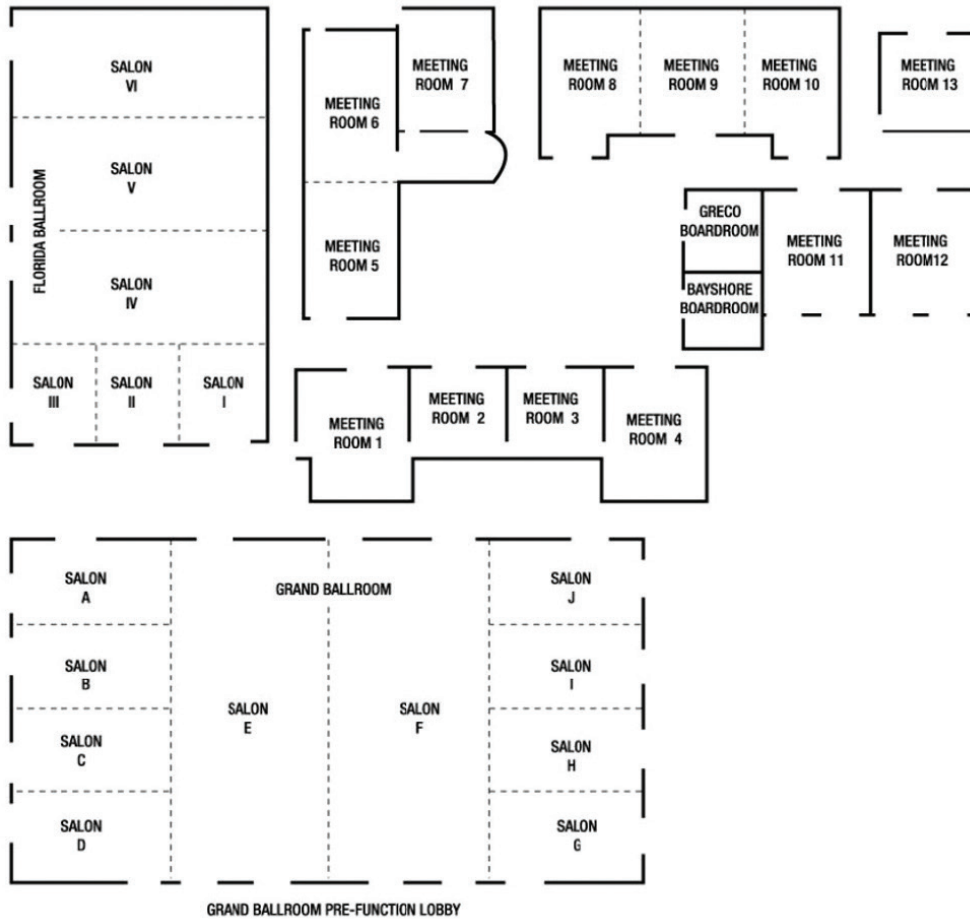 SALON
VI
SALON
V
FLORIDA BALLROOM
SALON
IV
SALON
III
SALON
II
SALON
I
MEETING
ROOM 7
MEETING
ROOM 6
MEETING
ROOM 5
MEETING
ROOM 8
MEETING
ROOM 9
MEETING
ROOM 10
MEETING
ROOM 13
GRECO
BOARDROOM
BAYSHORE
BOARDROOM
MEETING
ROOM 11
MEETING
ROOM12
MEETING
ROOM 1
MEETING
ROOM 2
MEETING
ROOM 3
MEETING
ROOM 4
SALON
A
GRAND BALLROOM
SALON
J
SALON
B
SALON
I
SALON
E
SALON
F
SALON
C
SALON
H
SALON
D
SALON
G
GRAND BALLROOM PRE-FUNCTION LOBBY